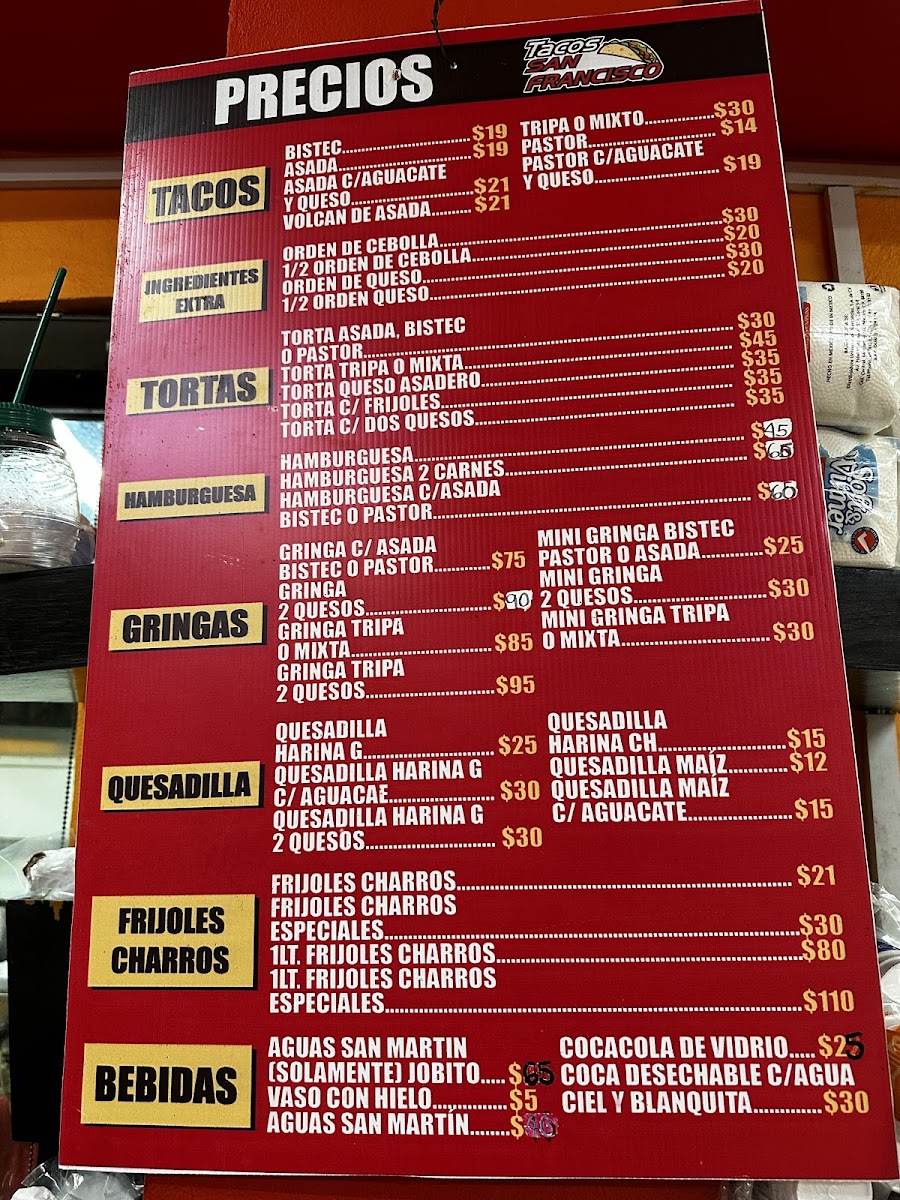 PRECIOS
Tacos
SAN
FRANCISCO
TACOS
BISTEC........$19
ASADA........$19
ASADA C/AGUACATE
Y QUESO........$21
VOLCAN DE ASADA........$21
TRIPA O MIXTO........$30
PASTOR........$14
PASTOR C/AGUACATE
Y QUESO........$19
INGREDIENTES
EXTRA
ORDEN DE CEBOLLA........$30
1/2 ORDEN DE CEBOLLA........$20
ORDEN DE QUESO........$30
1/2 ORDEN QUESO........$20
TORTAS
TORTA ASADA, BISTEC
O PASTOR........$30
TORTA TRIPA O MIXTA........$45
TORTA QUESO ASADERO........$35
TORTA C/ FRIJOLES........$35
TORTA C/ DOS QUESOS........$35
HAMBURGUESA
HAMBURGUESA........$45
HAMBURGUESA 2 CARNES........$65
HAMBURGUESA C/ASADA
BISTEC O PASTOR........$65
GRINGAS
GRINGA C/ ASADA
BISTEC O PASTOR........$75
GRINGA
2 QUESOS........$90
GRINGA TRIPA
O MIXTA........$85
GRINGA TRIPA
2 QUESOS........$95
MINI GRINGA BISTEC
PASTOR O ASADA........$25
MINI GRINGA
2 QUESOS........$30
MINI GRINGA TRIPA
O MIXTA........$30
QUESADILLA
QUESADILLA
HARINA G........$25
QUESADILLA HARINA G
C/ AGUACAE........$30
QUESADILLA HARINA G
2 QUESOS........$30
QUESADILLA
HARINA CH........$15
QUESADILLA MAÍZ........$12
QUESADILLA MAÍZ
C/ AGUACATE........$15
FRIJOLES
CHARROS
FRIJOLES CHARROS........$21
FRIJOLES CHARROS
ESPECIALES........$30
1LT. FRIJOLES CHARROS........$80
1LT. FRIJOLES CHARROS
ESPECIALES........$110
BEBIDAS
AGUAS SAN MARTIN
(SOLAMENTE) JOBITO.....$65
VASO CON HIELO........$5
AGUAS SAN MARTÍN........$
COCACOLA DE VIDRIO.....$25
COCA DESECHABLE C/AGUA
CIEL Y BLANQUITA........$30
HECHO EN MEXICO